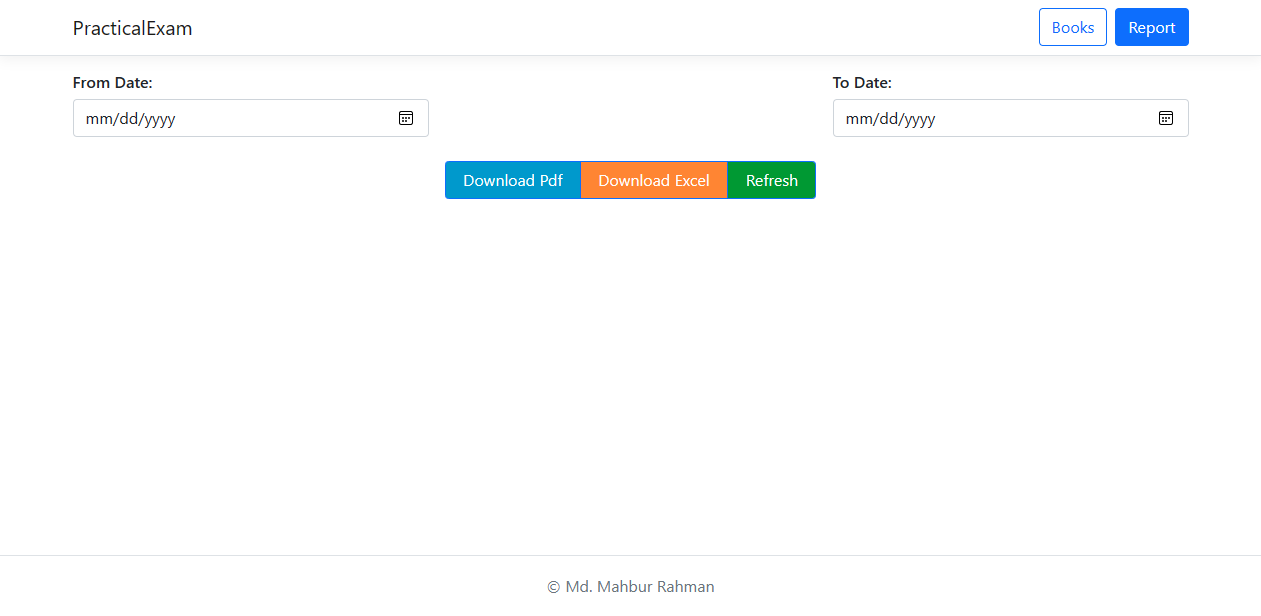 PracticalExam Books Report
From Date: To Date:
mm/dd/yyyy mm/dd/yyyy
Download Pdf Download Excel Refresh
© Md. Mahbur Rahman